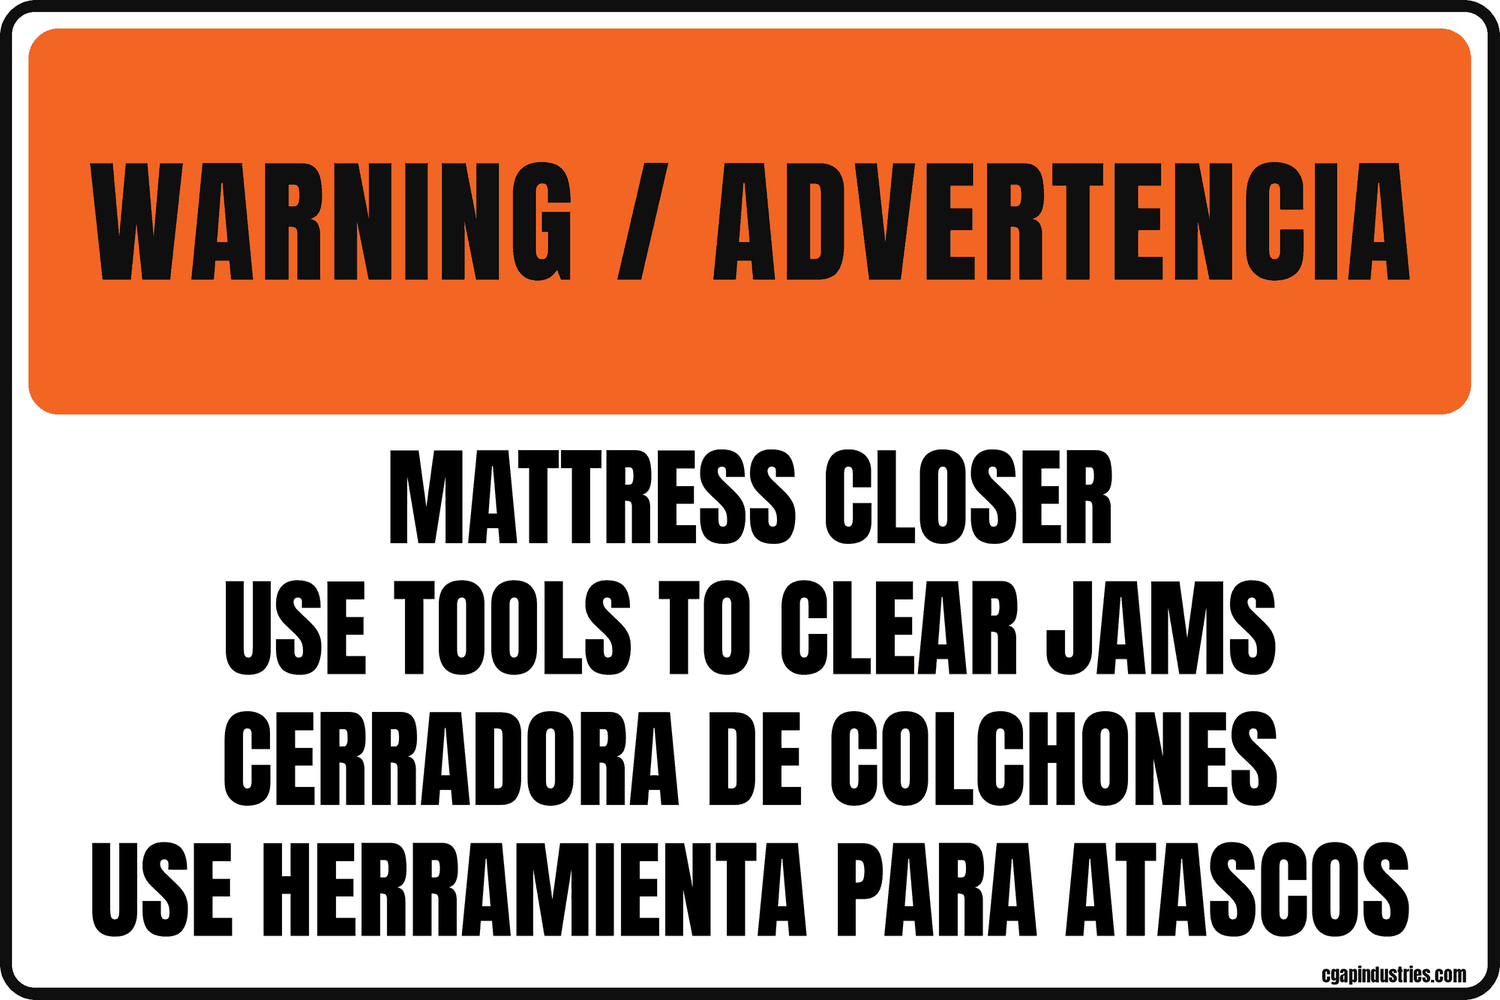 WARNING / ADVERTENCIA
MATTRESS CLOSER
USE TOOLS TO CLEAR JAMS
CERRADORA DE COLCHONES
USE HERRAMIENTA PARA ATASCOS
cgapindustries.com